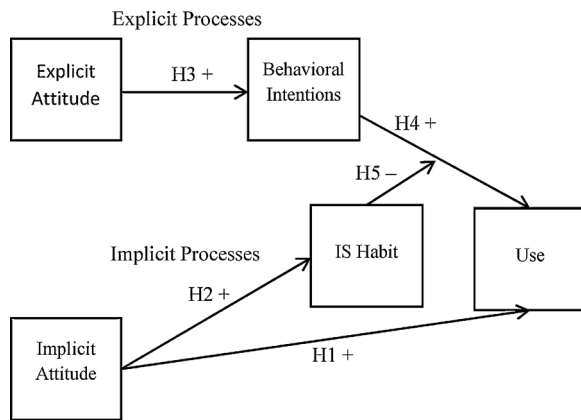 Explicit Processes
Explicit
Attitude
H3 +
Behavioral
Intentions
H4 +
H5 –
Implicit Processes
IS Habit
Use
H2 +
Implicit
Attitude
H1 +